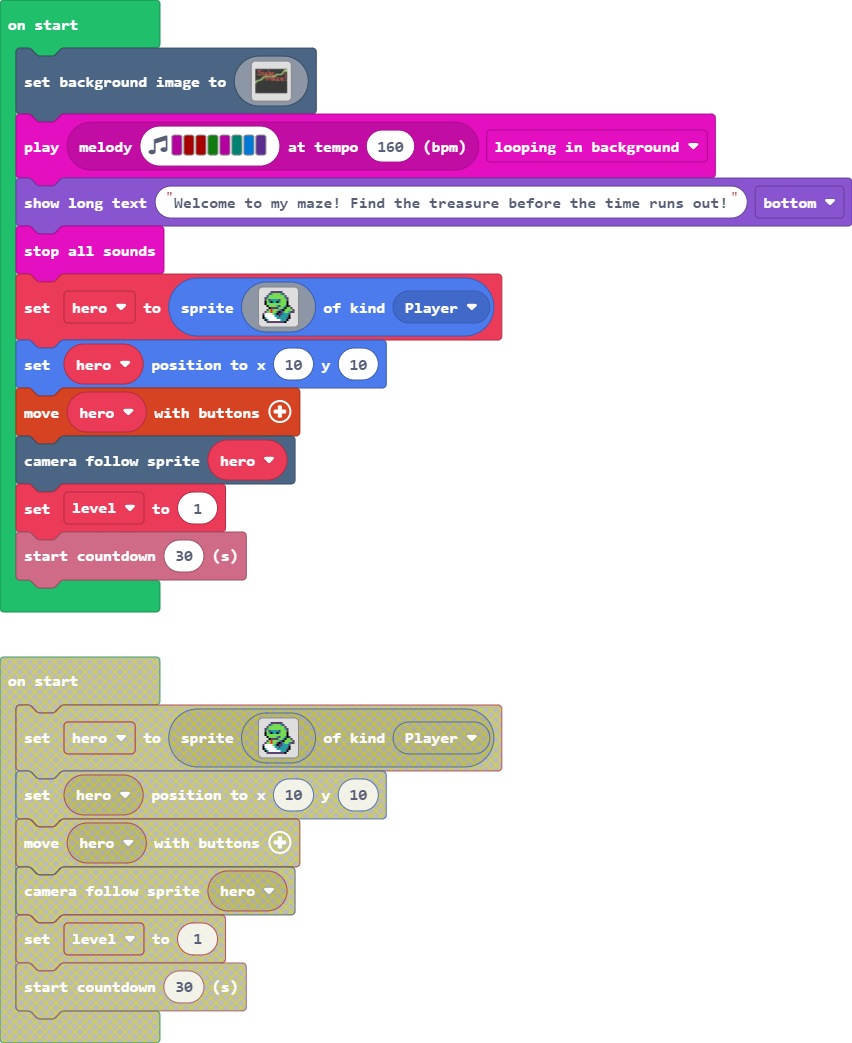 on start
set background image to
play melody at tempo 160 (bpm) looping in background
show long text "Welcome to my maze! Find the treasure before the time runs out!" bottom
stop all sounds
set hero to sprite of kind Player
set hero position to x 10 y 10
move hero with buttons
camera follow sprite hero
set level to 1
start countdown 30 (s)
on start
set hero to sprite of kind Player
set hero position to x 10 y 10
move hero with buttons
camera follow sprite hero
set level to 1
start countdown 30 (s)